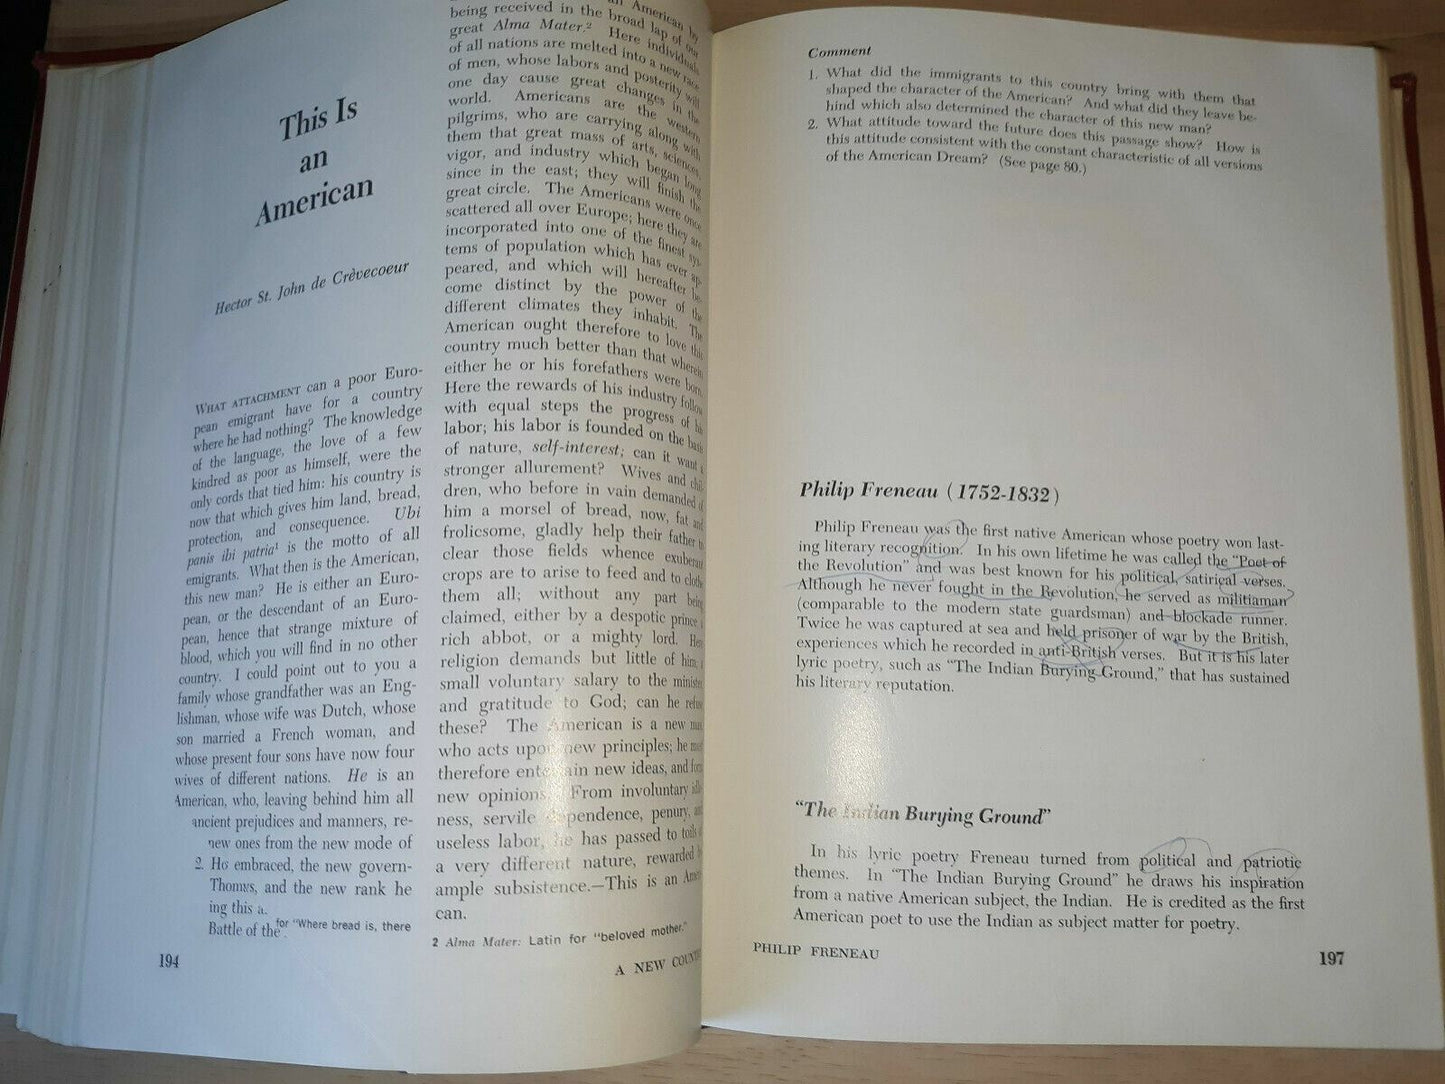 This Is
an
American
Hector St. John de Crèvecoeur
WHAT ATTACHMENT can a poor Euro-
pean emigrant have for a country
where he had nothing? The knowledge
of the language, the love of a few
kindred as poor as himself, were the
only cords that tied him: his country is
now that which gives him land, bread,
protection, and consequence. Ubi
panis ibi patria¹ is the motto of all
emigrants. What then is the American,
this new man? He is either an Euro-
pean, or the descendant of an Euro-
pean, hence that strange mixture of
blood, which you will find in no other
country. I could point out to you a
family whose grandfather was an Eng-
lishman, whose wife was Dutch, whose
son married a French woman, and
whose present four sons have now four
wives of different nations. He is an
American, who, leaving behind him all
ancient prejudices and manners, re-
new ones from the new mode of
2. Ho embraced, the new govern-
Thomas, and the new rank he
ing this a.
Battle of the for "Where bread is, there
194
an American by
being received in the broad lap of our
great Alma Mater.² Here individuals
of all nations are melted into a new race
of men, whose labors and posterity will
one day cause great changes in the
world. Americans are the western
pilgrims, who are carrying along with
them that great mass of arts, sciences,
vigor, and industry which began long
since in the east; they will finish the
great circle. The Americans were once
scattered all over Europe; here they are
incorporated into one of the finest sys-
tems of population which has ever ap-
peared, and which will hereafter be-
come distinct by the power of the
different climates they inhabit. The
American ought therefore to love this
country much better than that wherein
either he or his forefathers were born.
Here the rewards of his industry follow
with equal steps the progress of his
labor; his labor is founded on the basis
of nature, self-interest; can it want a
stronger allurement? Wives and chil-
dren, who before in vain demanded of
him a morsel of bread, now, fat and
frolicsome, gladly help their father to
clear those fields whence exuberant
crops are to arise to feed and to clothe
them all; without any part being
claimed, either by a despotic prince, a
rich abbot, or a mighty lord. Here
religion demands but little of him; a
small voluntary salary to the minister
and gratitude to God; can he refuse
these? The American is a new man,
who acts upon new principles; he must
therefore entertain new ideas, and form
new opinions. From involuntary idle-
ness, servile dependence, penury, and
useless labor, he has passed to toils of
a very different nature, rewarded by
ample subsistence.—This is an Ameri-
can.
2 Alma Mater: Latin for "beloved mother."
A NEW COUNTRY
Comment
1. What did the immigrants to this country bring with them that
shaped the character of the American? And what did they leave be-
hind which also determined the character of this new man?
2. What attitude toward the future does this passage show? How is
this attitude consistent with the constant characteristic of all versions
of the American Dream? (See page 80.)
Philip Freneau (1752-1832)
Philip Freneau was the first native American whose poetry won last-
ing literary recognition. In his own lifetime he was called the "Poet of
the Revolution" and was best known for his political, satirical verses.
Although he never fought in the Revolution, he served as militiaman
(comparable to the modern state guardsman) and blockade runner.
Twice he was captured at sea and held prisoner of war by the British,
experiences which he recorded in anti-British verses. But it is his later
lyric poetry, such as "The Indian Burying Ground," that has sustained
his literary reputation.
"The Indian Burying Ground"
In his lyric poetry Freneau turned from political and patriotic
themes. In "The Indian Burying Ground" he draws his inspiration
from a native American subject, the Indian. He is credited as the first
American poet to use the Indian as subject matter for poetry.
PHILIP FRENEAU
197